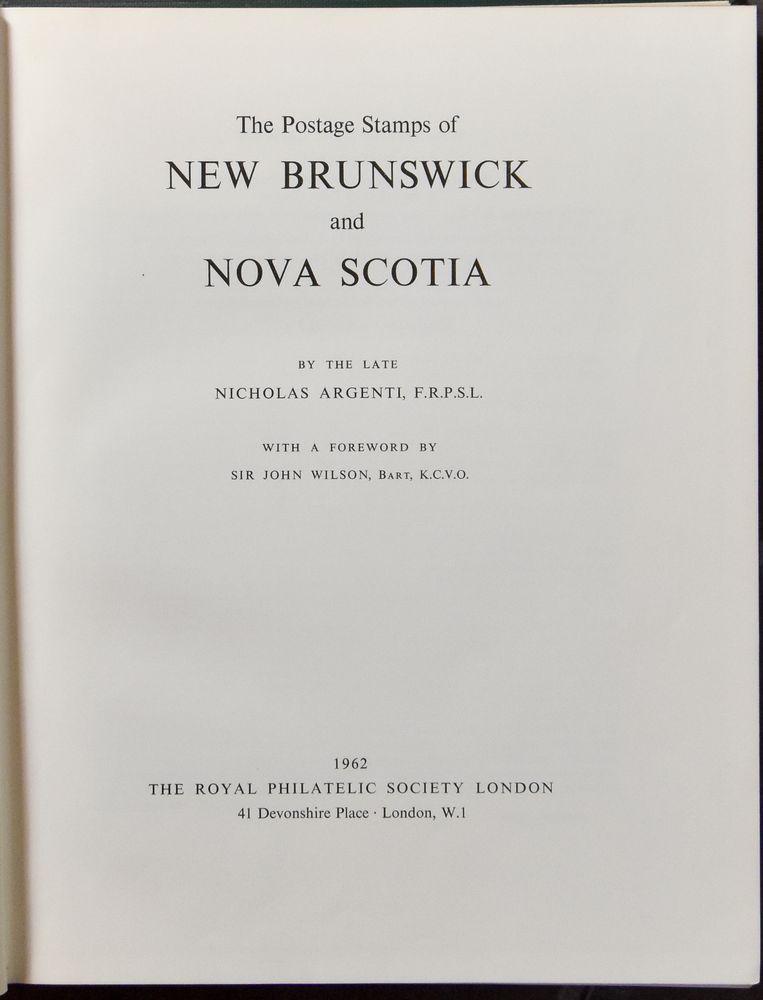 The Postage Stamps of
NEW BRUNSWICK
and
NOVA SCOTIA
BY THE LATE
NICHOLAS ARGENTI, F.R.P.S.L.
WITH A FOREWORD BY
SIR JOHN WILSON, BART, K.C.V.O.
1962
THE ROYAL PHILATELIC SOCIETY LONDON
41 Devonshire Place · London, W.1